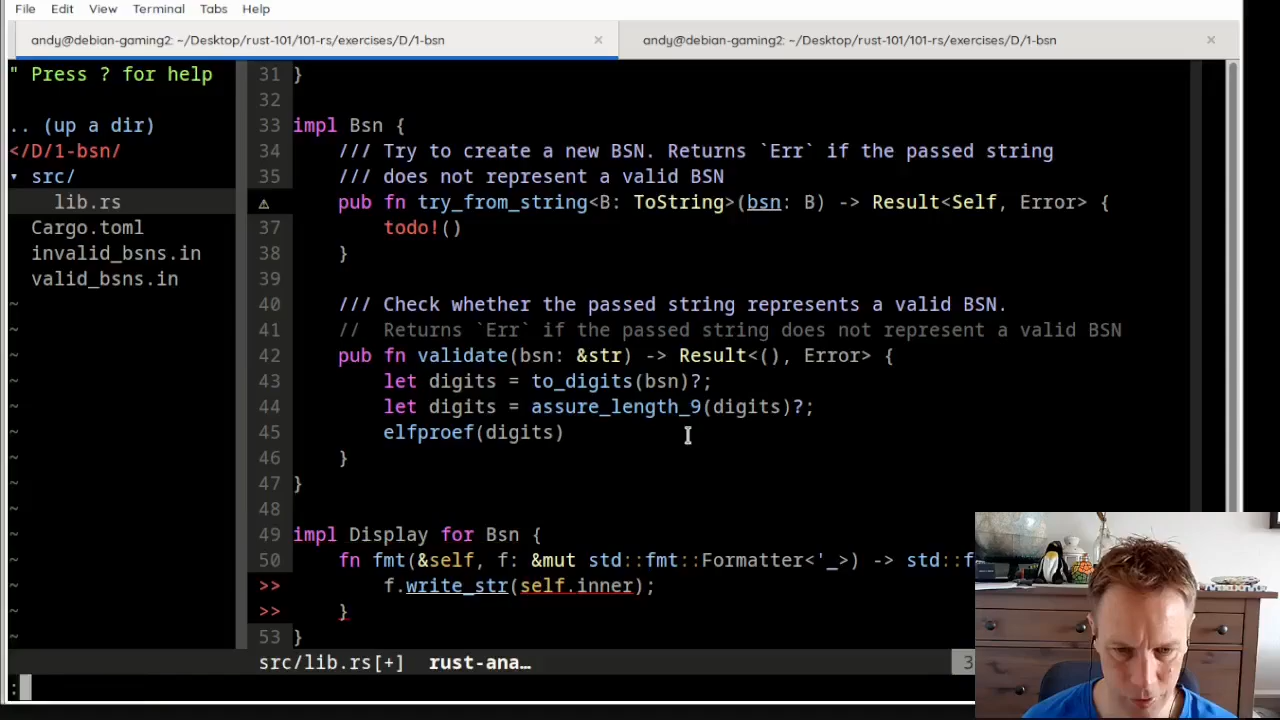 File Edit View Terminal Tabs Help
andy@debian-gaming2: ~/Desktop/rust-101/101-rs/exercises/D/1-bsn × andy@debian-gaming2: ~/Desktop/rust-101/101-rs/exercises/D/1-bsn ×
" Press ? for help
.. (up a dir)
</D/1-bsn/
▾ src/
lib.rs
Cargo.toml
invalid_bsns.in
valid_bsns.in
~
~
~
~
~
~
~
~
~
~
~
~
~
~
31 }
32
33 impl Bsn {
34 /// Try to create a new BSN. Returns `Err` if the passed string
35 /// does not represent a valid BSN
⚠ pub fn try_from_string<B: ToString>(bsn: B) -> Result<Self, Error> {
37 todo!()
38 }
39
40 /// Check whether the passed string represents a valid BSN.
41 //  Returns `Err` if the passed string does not represent a valid BSN
42 pub fn validate(bsn: &str) -> Result<(), Error> {
43 let digits = to_digits(bsn)?;
44 let digits = assure_length_9(digits)?;
45 elfproef(digits)
46 }
47 }
48
49 impl Display for Bsn {
50 fn fmt(&self, f: &mut std::fmt::Formatter<'_>) -> std::f
>> f.write_str(self.inner);
>> }
53 }
src/lib.rs[+] rust-ana… 3
: